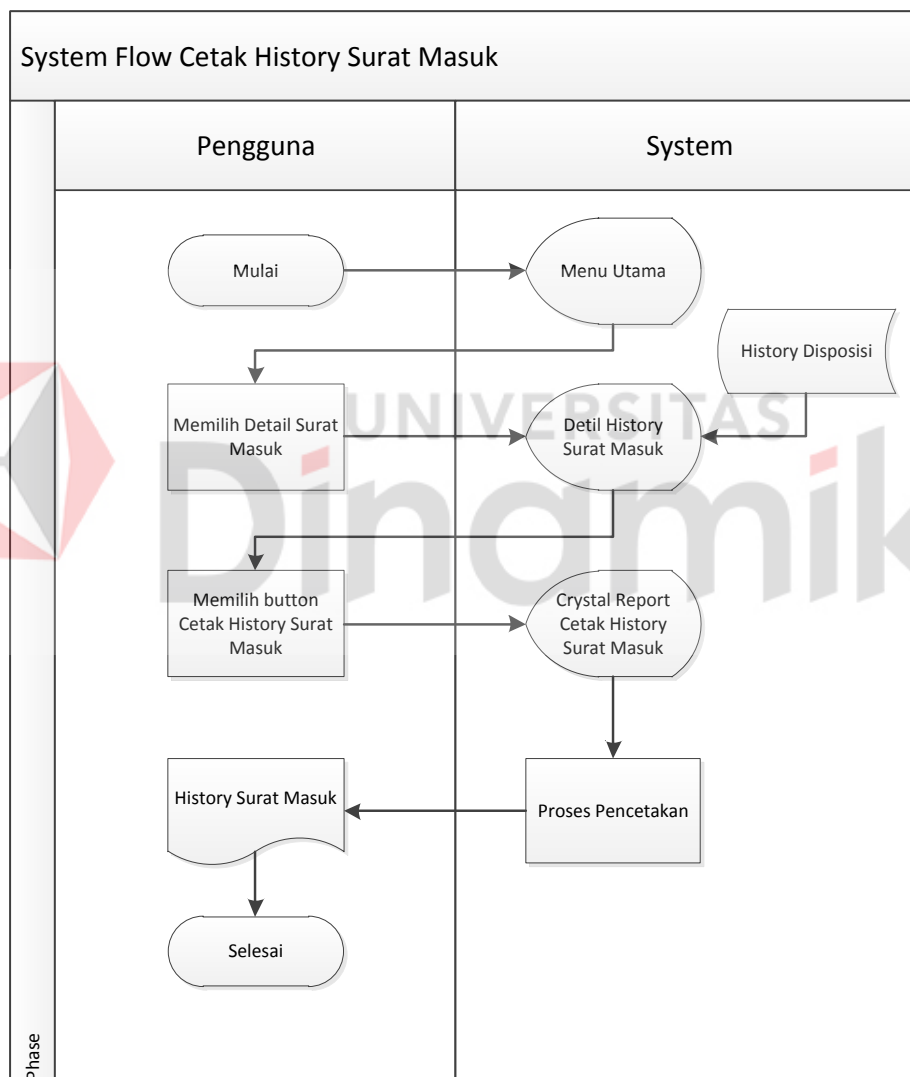 System Flow Cetak History Surat Masuk
Pengguna
System
Mulai
Menu Utama
History Disposisi
Memilih Detail Surat
Masuk
Detil History
Surat Masuk
Memilih button
Cetak History Surat
Masuk
Crystal Report
Cetak History
Surat Masuk
History Surat Masuk
Proses Pencetakan
Selesai
Phase
UNIVERSITAS
Dinamik